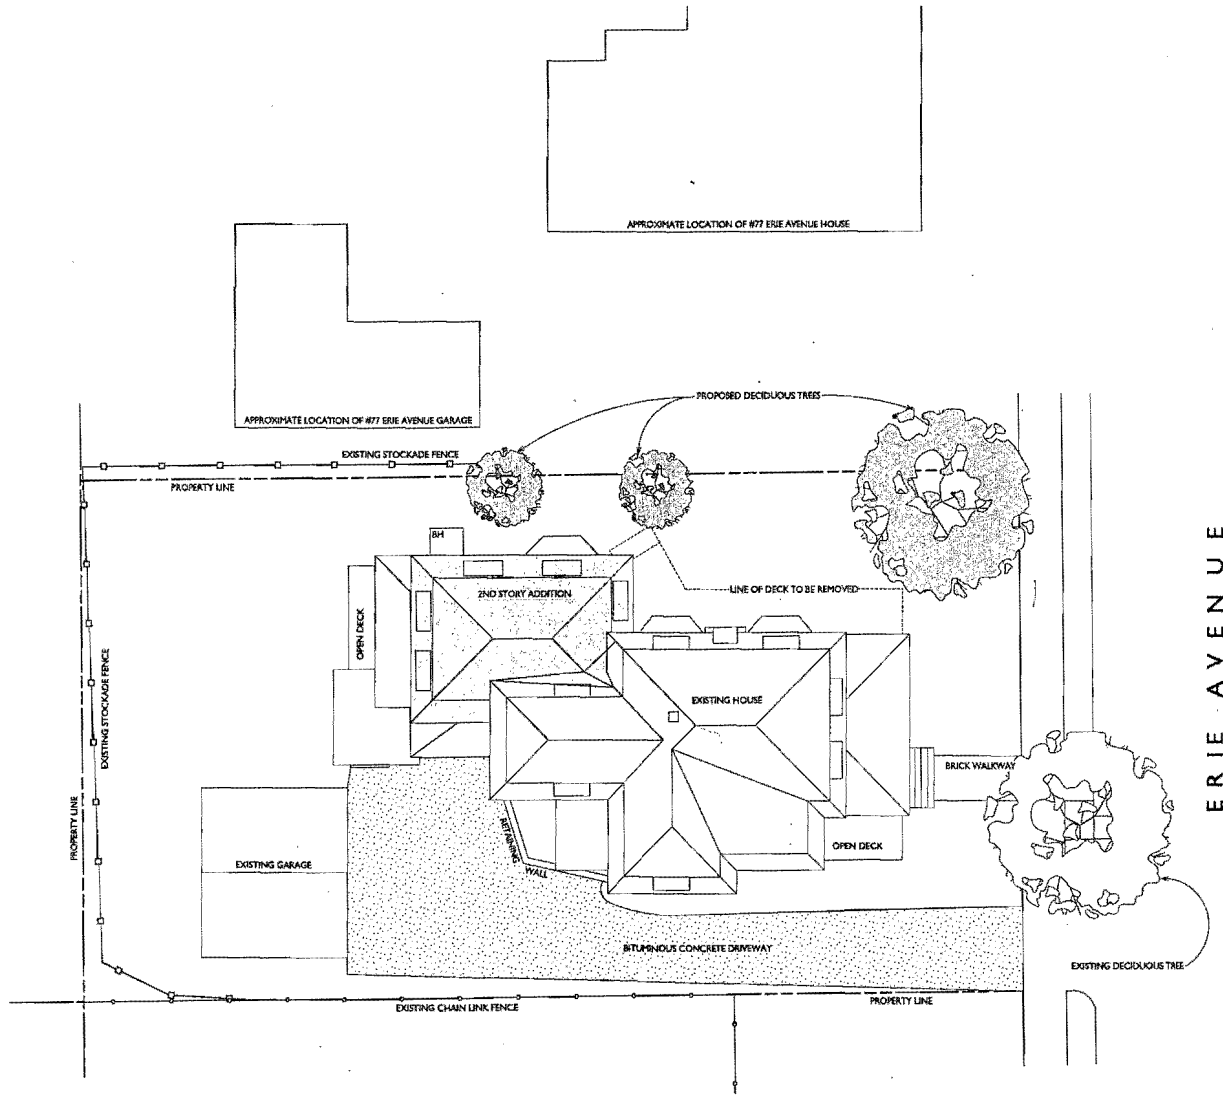 APPROXIMATE LOCATION OF #77 ERIE AVENUE HOUSE
APPROXIMATE LOCATION OF #77 ERIE AVENUE GARAGE
PROPOSED DECIDUOUS TREES
EXISTING STOCKADE FENCE
PROPERTY LINE
BH
2ND STORY ADDITION
LINE OF DECK TO BE REMOVED
OPEN DECK
EXISTING STOCKADE FENCE
EXISTING HOUSE
ERIE AVENUE
BRICK WALKWAY
PROPERTY LINE
RETAINING
WALL
OPEN DECK
EXISTING GARAGE
BITUMINOUS CONCRETE DRIVEWAY
EXISTING DECIDUOUS TREE
EXISTING CHAIN LINK FENCE
PROPERTY LINE